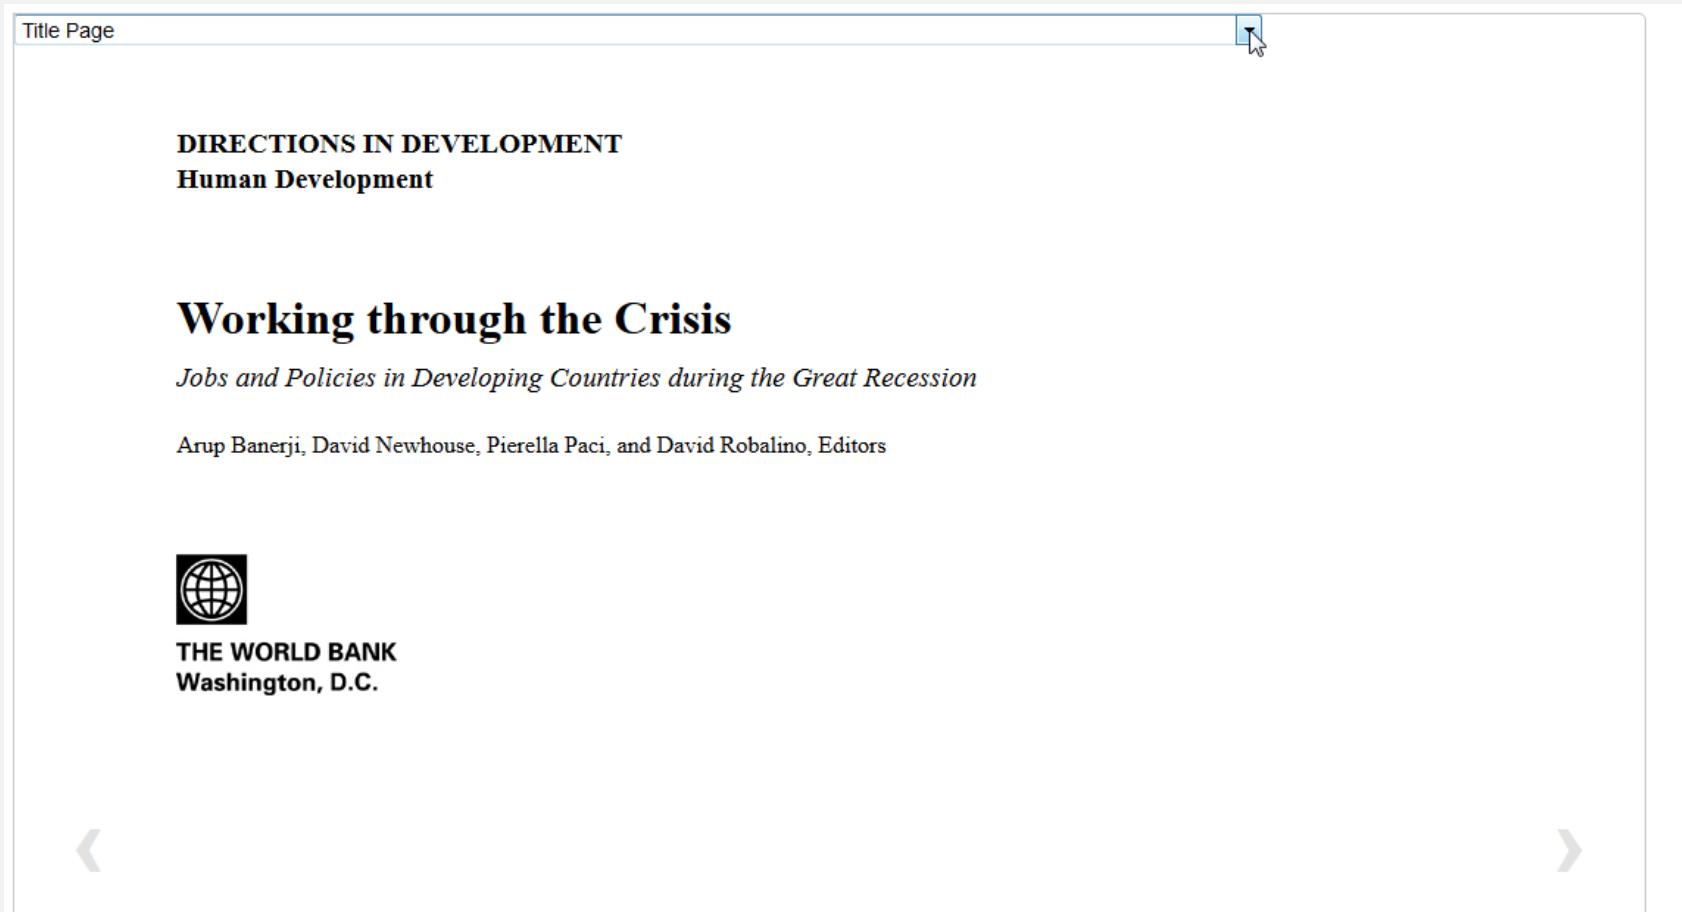 Title Page
DIRECTIONS IN DEVELOPMENT
Human Development
Working through the Crisis
Jobs and Policies in Developing Countries during the Great Recession
Arup Banerji, David Newhouse, Pierella Paci, and David Robalino, Editors
THE WORLD BANK
Washington, D.C.